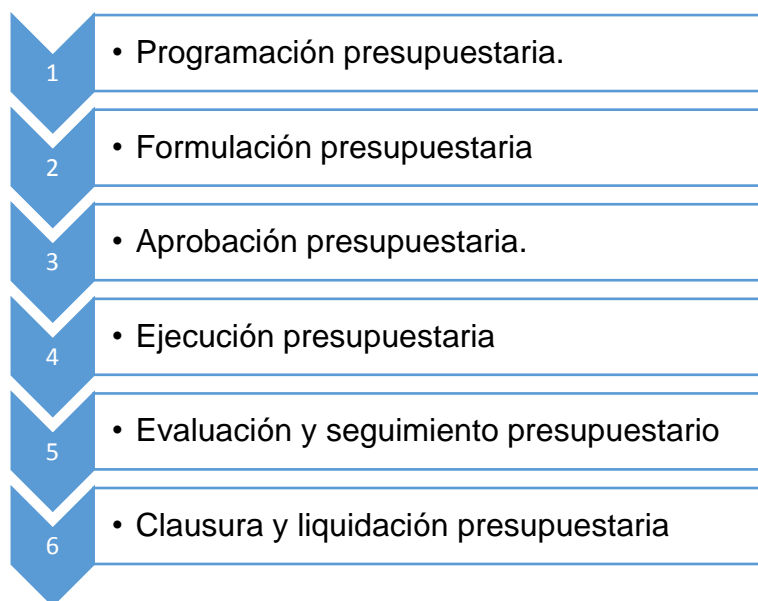 1 • Programación presupuestaria.
2 • Formulación presupuestaria
3 • Aprobación presupuestaria.
4 • Ejecución presupuestaria
5 • Evaluación y seguimiento presupuestario
6 • Clausura y liquidación presupuestaria